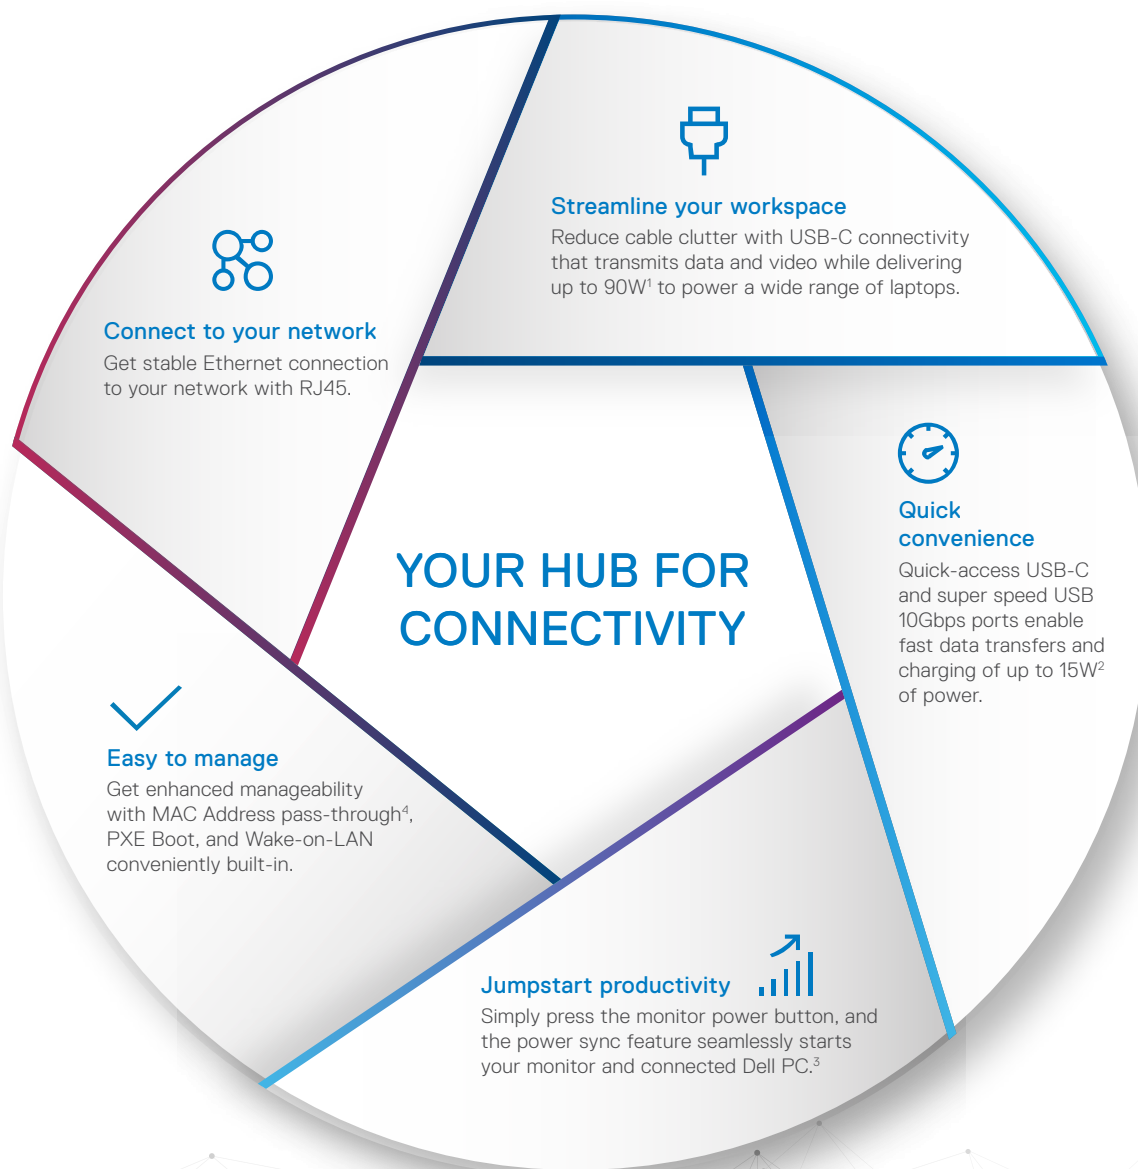 Streamline your workspace
Reduce cable clutter with USB-C connectivity
that transmits data and video while delivering
up to 90W¹ to power a wide range of laptops.
Connect to your network
Get stable Ethernet connection
to your network with RJ45.
Quick
convenience
Quick-access USB-C
and super speed USB
10Gbps ports enable
fast data transfers and
charging of up to 15W²
of power.
YOUR HUB FOR
CONNECTIVITY
Easy to manage
Get enhanced manageability
with MAC Address pass-through⁴,
PXE Boot, and Wake-on-LAN
conveniently built-in.
Jumpstart productivity
Simply press the monitor power button, and
the power sync feature seamlessly starts
your monitor and connected Dell PC.³